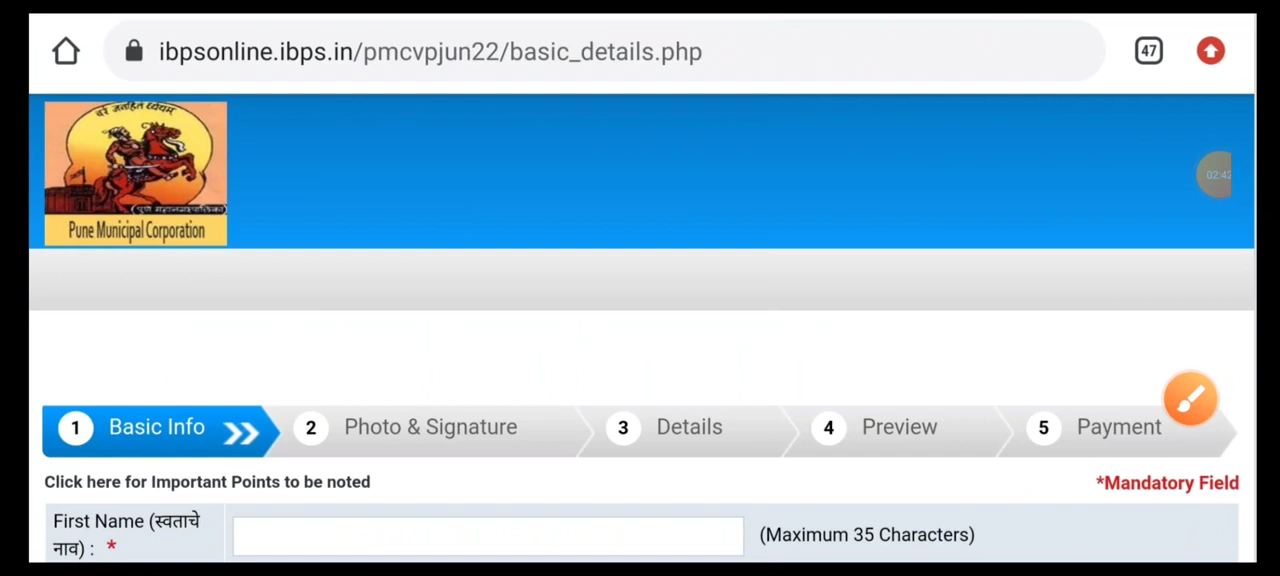 ibpsonline.ibps.in/pmcvpjun22/basic_details.php
47
Pune Municipal Corporation
02:42
1 Basic Info
2 Photo & Signature
3 Details
4 Preview
5 Payment
Click here for Important Points to be noted
*Mandatory Field
First Name (स्वताचे
नाव) : *
(Maximum 35 Characters)